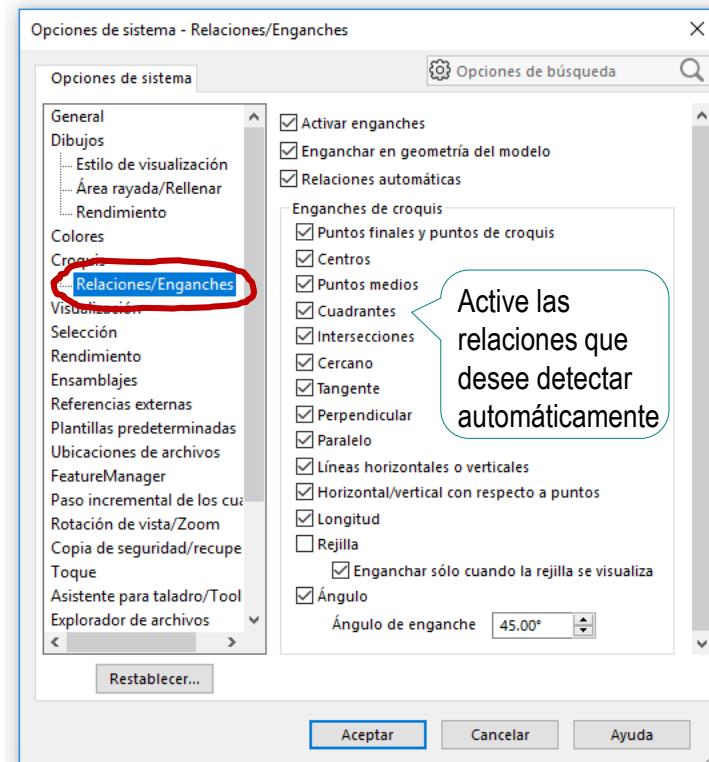 Opciones de sistema - Relaciones/Enganches
Opciones de sistema
Opciones de búsqueda
General
Dibujos
Estilo de visualización
Área rayada/Rellenar
Rendimiento
Colores
Croquis
Relaciones/Enganches
Visualización
Selección
Rendimiento
Ensamblajes
Referencias externas
Plantillas predeterminadas
Ubicaciones de archivos
FeatureManager
Paso incremental de los cua
Rotación de vista/Zoom
Copia de seguridad/recupe
Toque
Asistente para taladro/Tool
Explorador de archivos
Restablecer...
Activar enganches
Enganchar en geometría del modelo
Relaciones automáticas
Enganches de croquis
Puntos finales y puntos de croquis
Centros
Puntos medios
Cuadrantes
Intersecciones
Cercano
Tangente
Perpendicular
Paralelo
Líneas horizontales o verticales
Horizontal/vertical con respecto a puntos
Longitud
Rejilla
Enganchar sólo cuando la rejilla se visualiza
Ángulo
Ángulo de enganche 45.00°
Active las
relaciones que
desee detectar
automáticamente
Aceptar Cancelar Ayuda